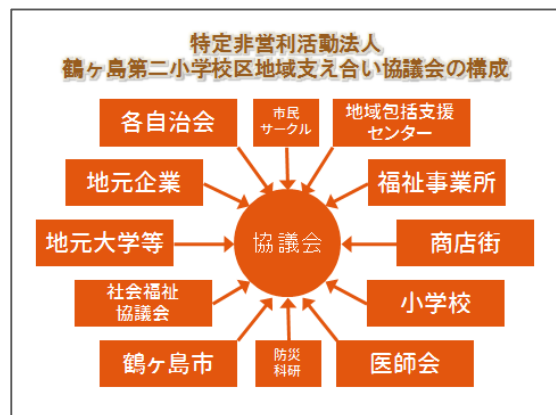 特定非営利活動法人
鶴ヶ島第二小学校区地域支え合い協議会の構成
各自治会
市民
サークル
地域包括支援
センター
地元企業
福祉事業所
地元大学等
協議会
商店街
社会福祉
協議会
小学校
鶴ヶ島市
防災
科研
医師会